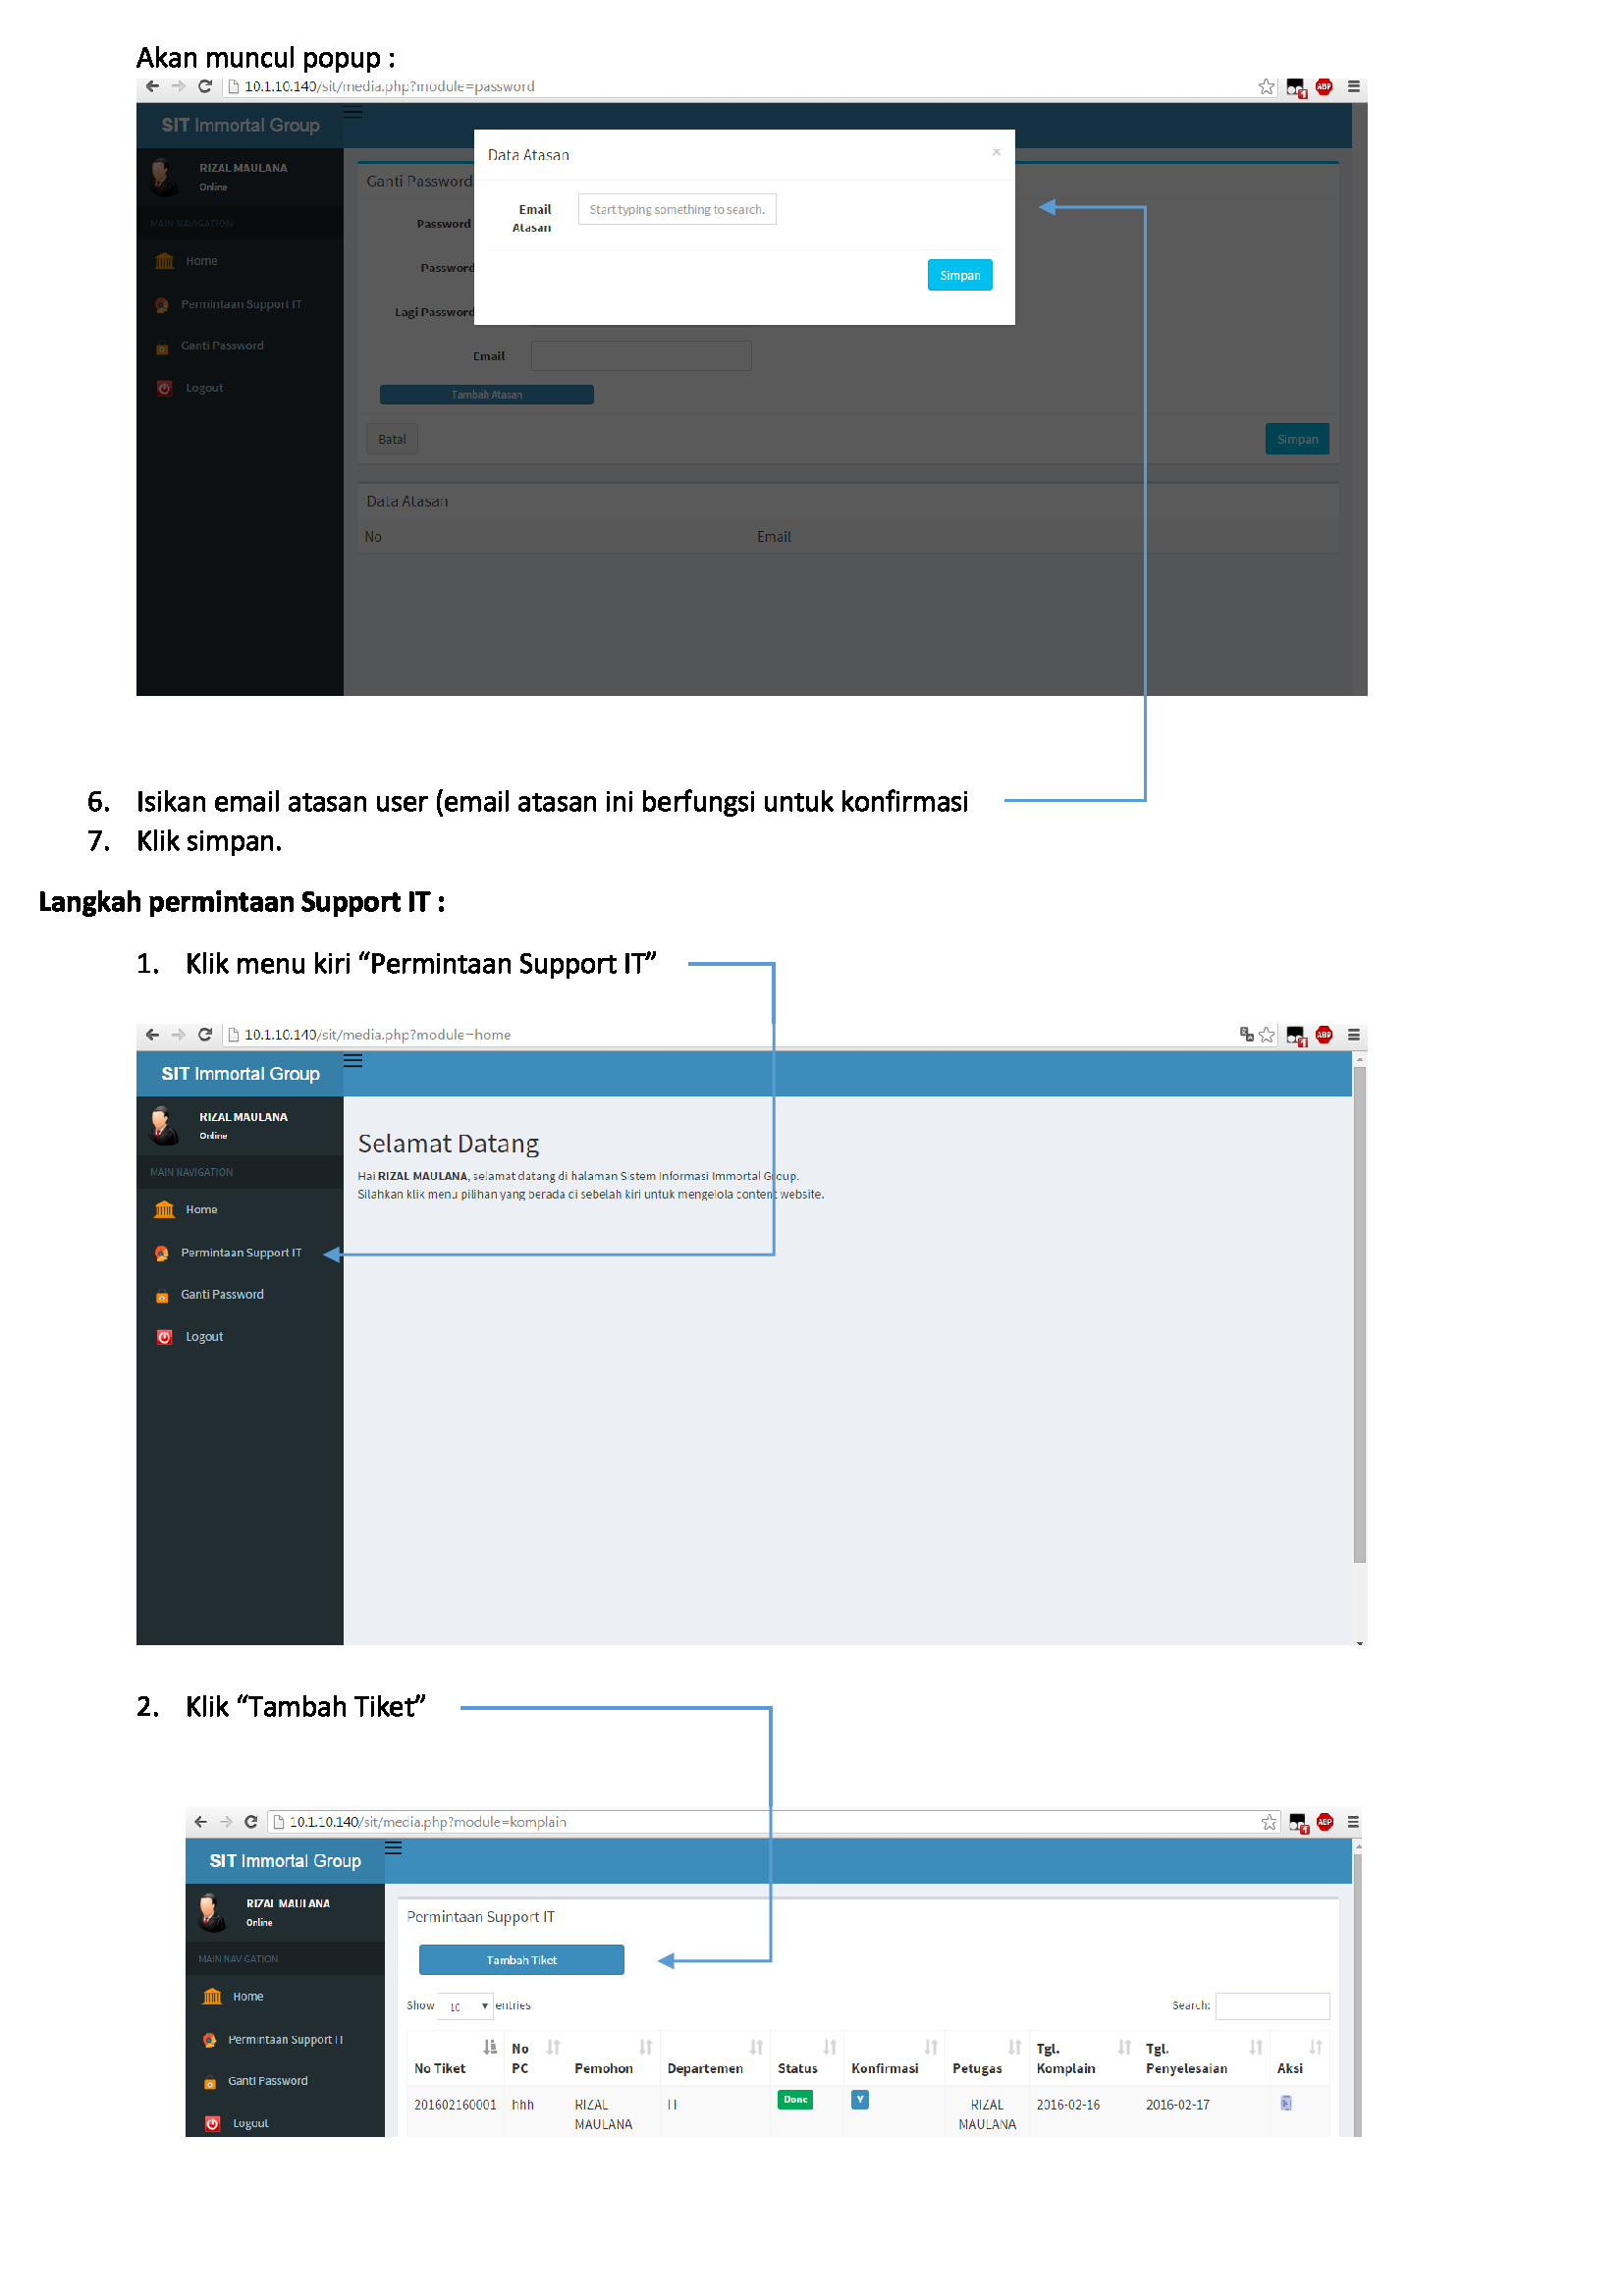 Akan muncul popup :
10.1.10.140/sit/media.php?module=password
SIT Immortal Group
RIZAL MAULANA
Online
MAIN NAVIGATION
Home
Permintaan Support IT
Ganti Password
Logout
Data Atasan
×
Email
Atasan
Start typing something to search.
Simpan
Ganti Password
Password
Password
Lagi Password
Email
Tambah Atasan
Batal
Simpan
Data Atasan
No Email
6. Isikan email atasan user (email atasan ini berfungsi untuk konfirmasi
7. Klik simpan.
Langkah permintaan Support IT :
1. Klik menu kiri “Permintaan Support IT”
10.1.10.140/sit/media.php?module=home
SIT Immortal Group
RIZAL MAULANA
Online
MAIN NAVIGATION
Home
Permintaan Support IT
Ganti Password
Logout
Selamat Datang
Hai RIZAL MAULANA, selamat datang di halaman Sistem Informasi Immortal Group.
Silahkan klik menu pilihan yang berada di sebelah kiri untuk mengelola content website.
2. Klik “Tambah Tiket”
10.1.10.140/sit/media.php?module=komplain
SIT Immortal Group
RIZAL MAULANA
Online
MAIN NAVIGATION
Home
Permintaan Support IT
Ganti Password
Logout
Permintaan Support IT
Tambah Tiket
Show 10 entries Search:
No Tiket No PC Pemohon Departemen Status Konfirmasi Petugas Tgl. Komplain Tgl. Penyelesaian Aksi
201602160001 hhh RIZAL MAULANA IT Done Y RIZAL MAULANA 2016-02-16 2016-02-17